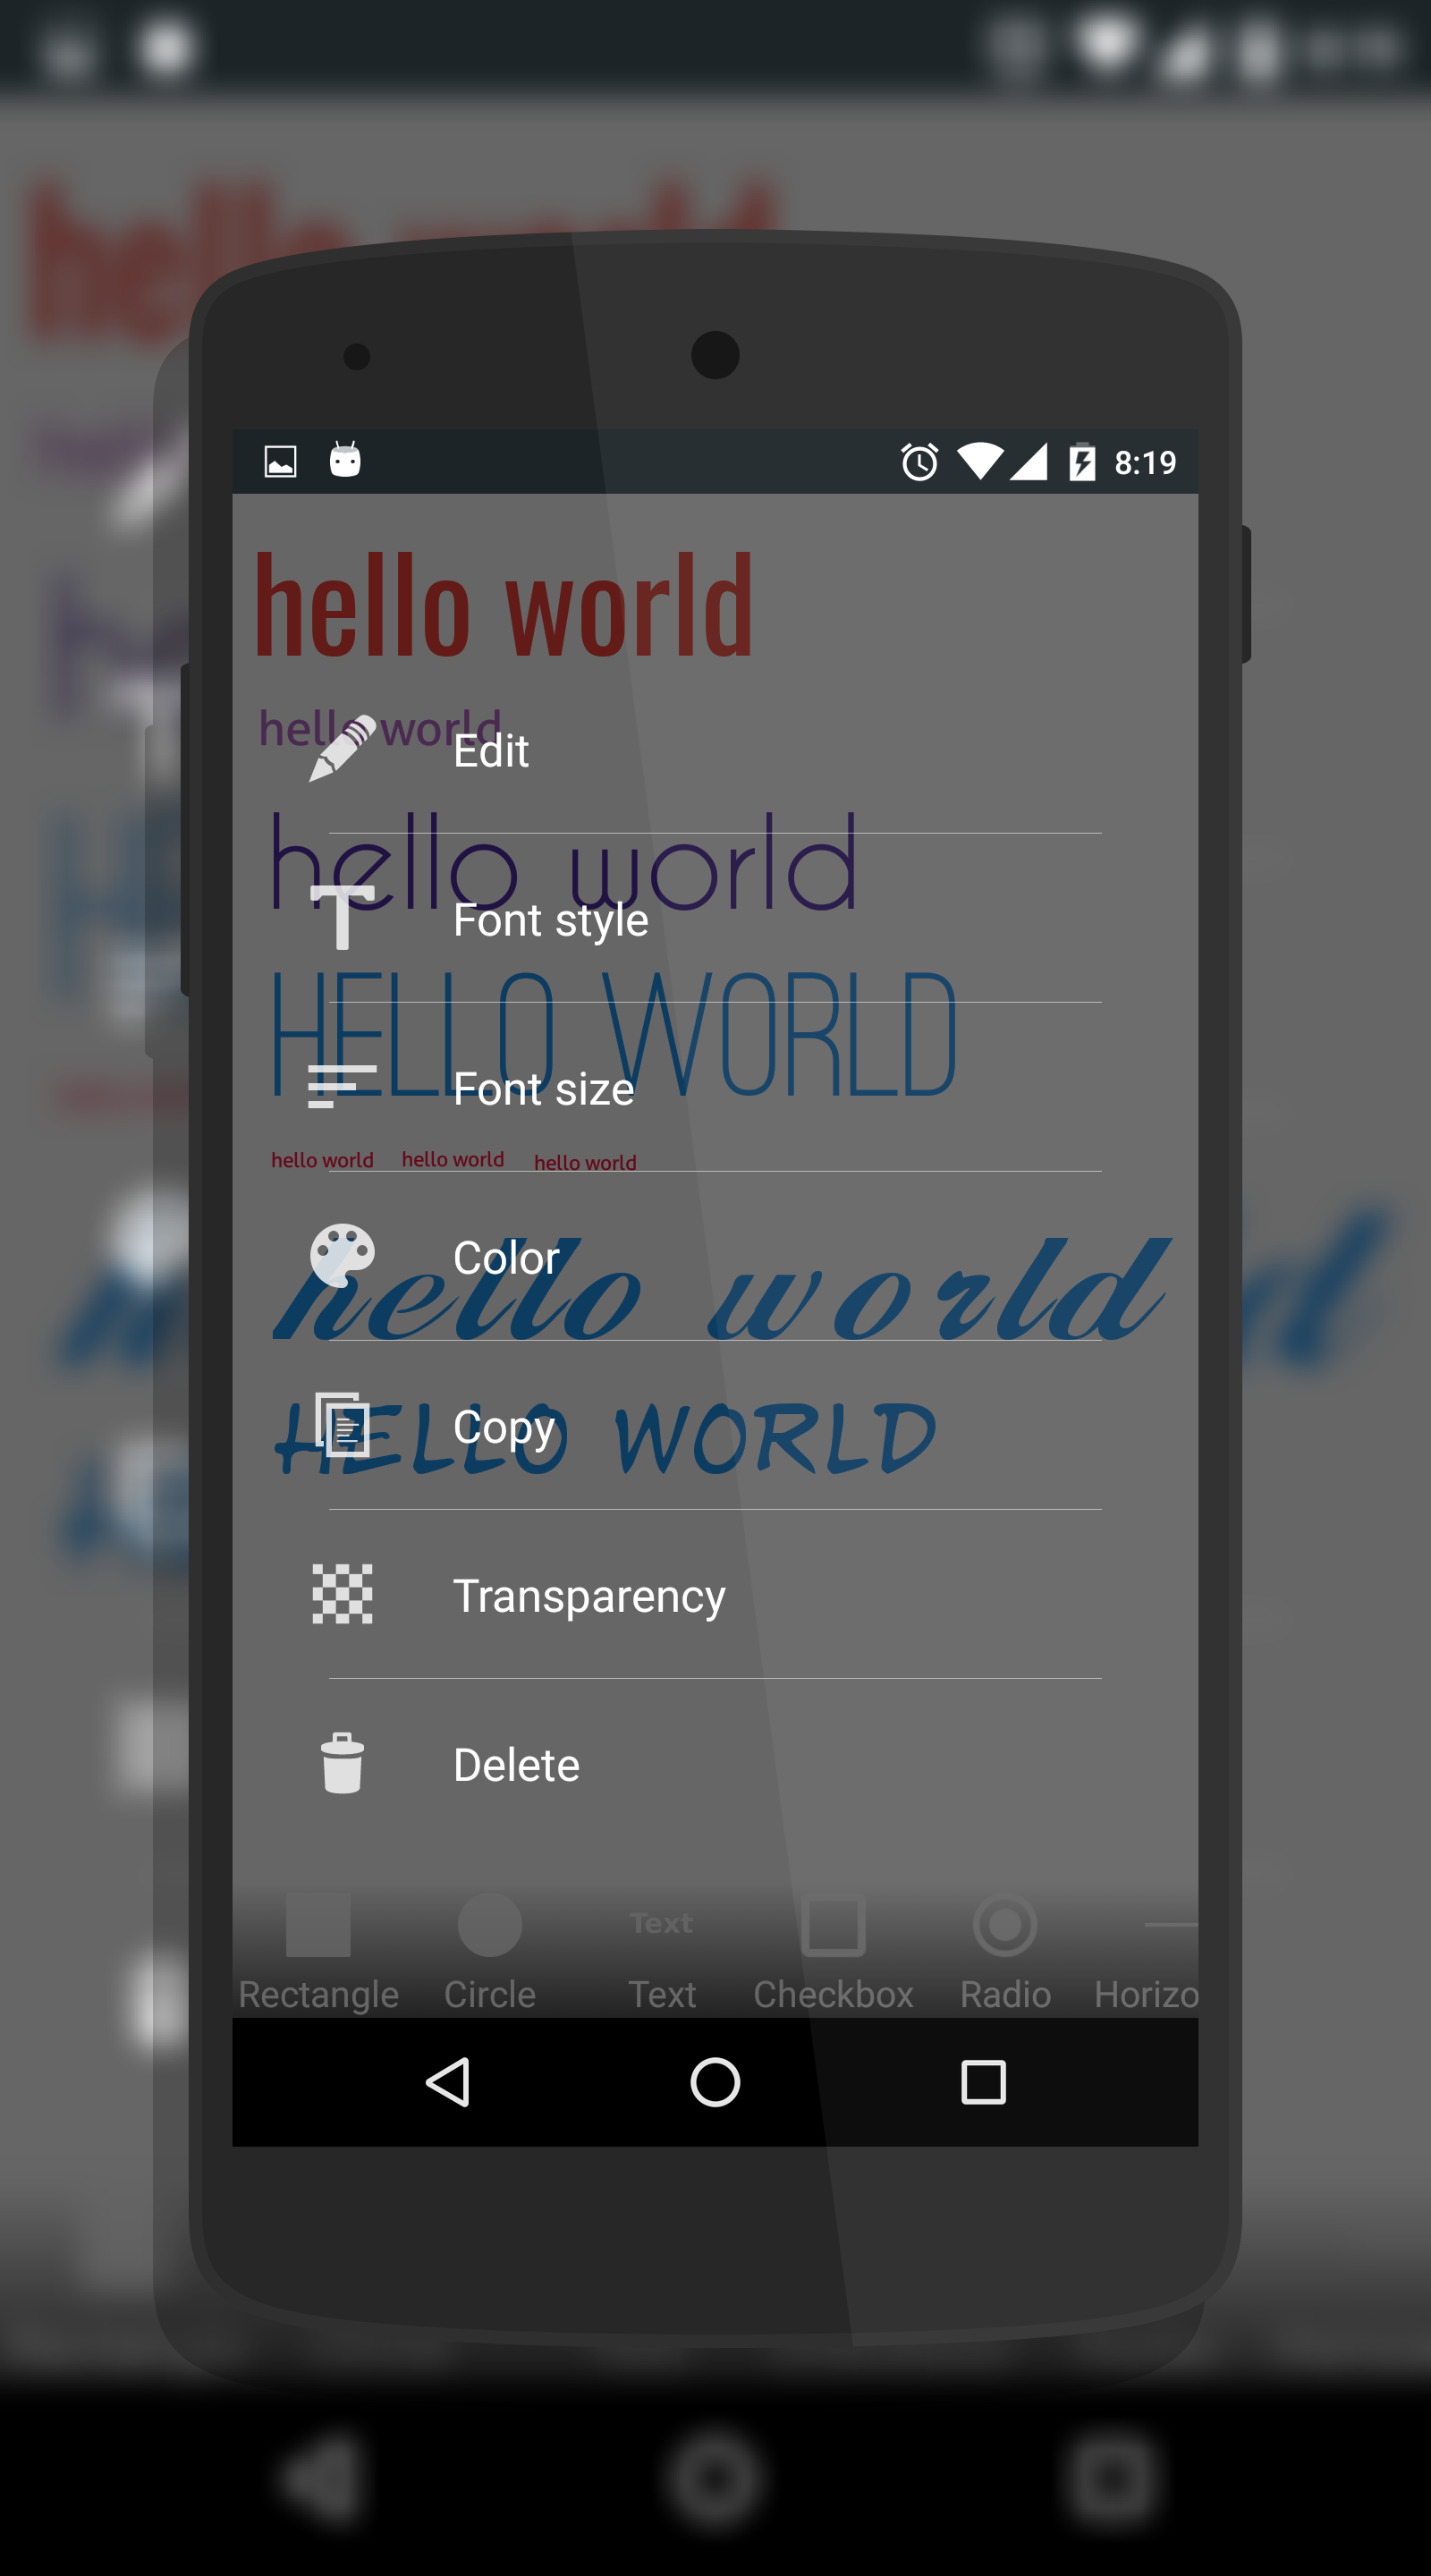 8:19
hello world
hello world
Edit
hello world
Font style
HELLO WORLD
Font size
hello world hello world hello world
Color
hello world
Copy
HELLO WORLD
Transparency
Delete
Text
Rectangle Circle Text Checkbox Radio Horizo